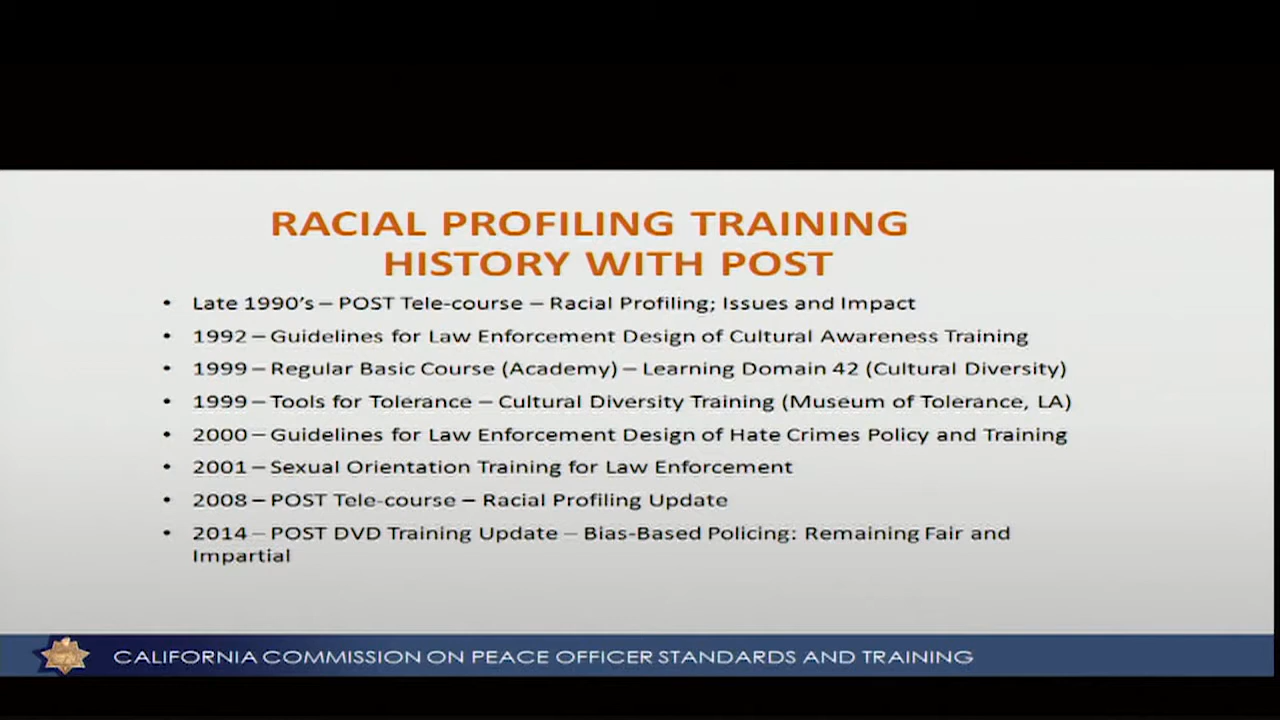 RACIAL PROFILING TRAINING
HISTORY WITH POST
• Late 1990's – POST Tele-course – Racial Profiling; Issues and Impact
• 1992 – Guidelines for Law Enforcement Design of Cultural Awareness Training
• 1999 – Regular Basic Course (Academy) – Learning Domain 42 (Cultural Diversity)
• 1999 – Tools for Tolerance – Cultural Diversity Training (Museum of Tolerance, LA)
• 2000 – Guidelines for Law Enforcement Design of Hate Crimes Policy and Training
• 2001 – Sexual Orientation Training for Law Enforcement
• 2008 – POST Tele-course – Racial Profiling Update
• 2014 – POST DVD Training Update – Bias-Based Policing: Remaining Fair and
Impartial
CALIFORNIA COMMISSION ON PEACE OFFICER STANDARDS AND TRAINING